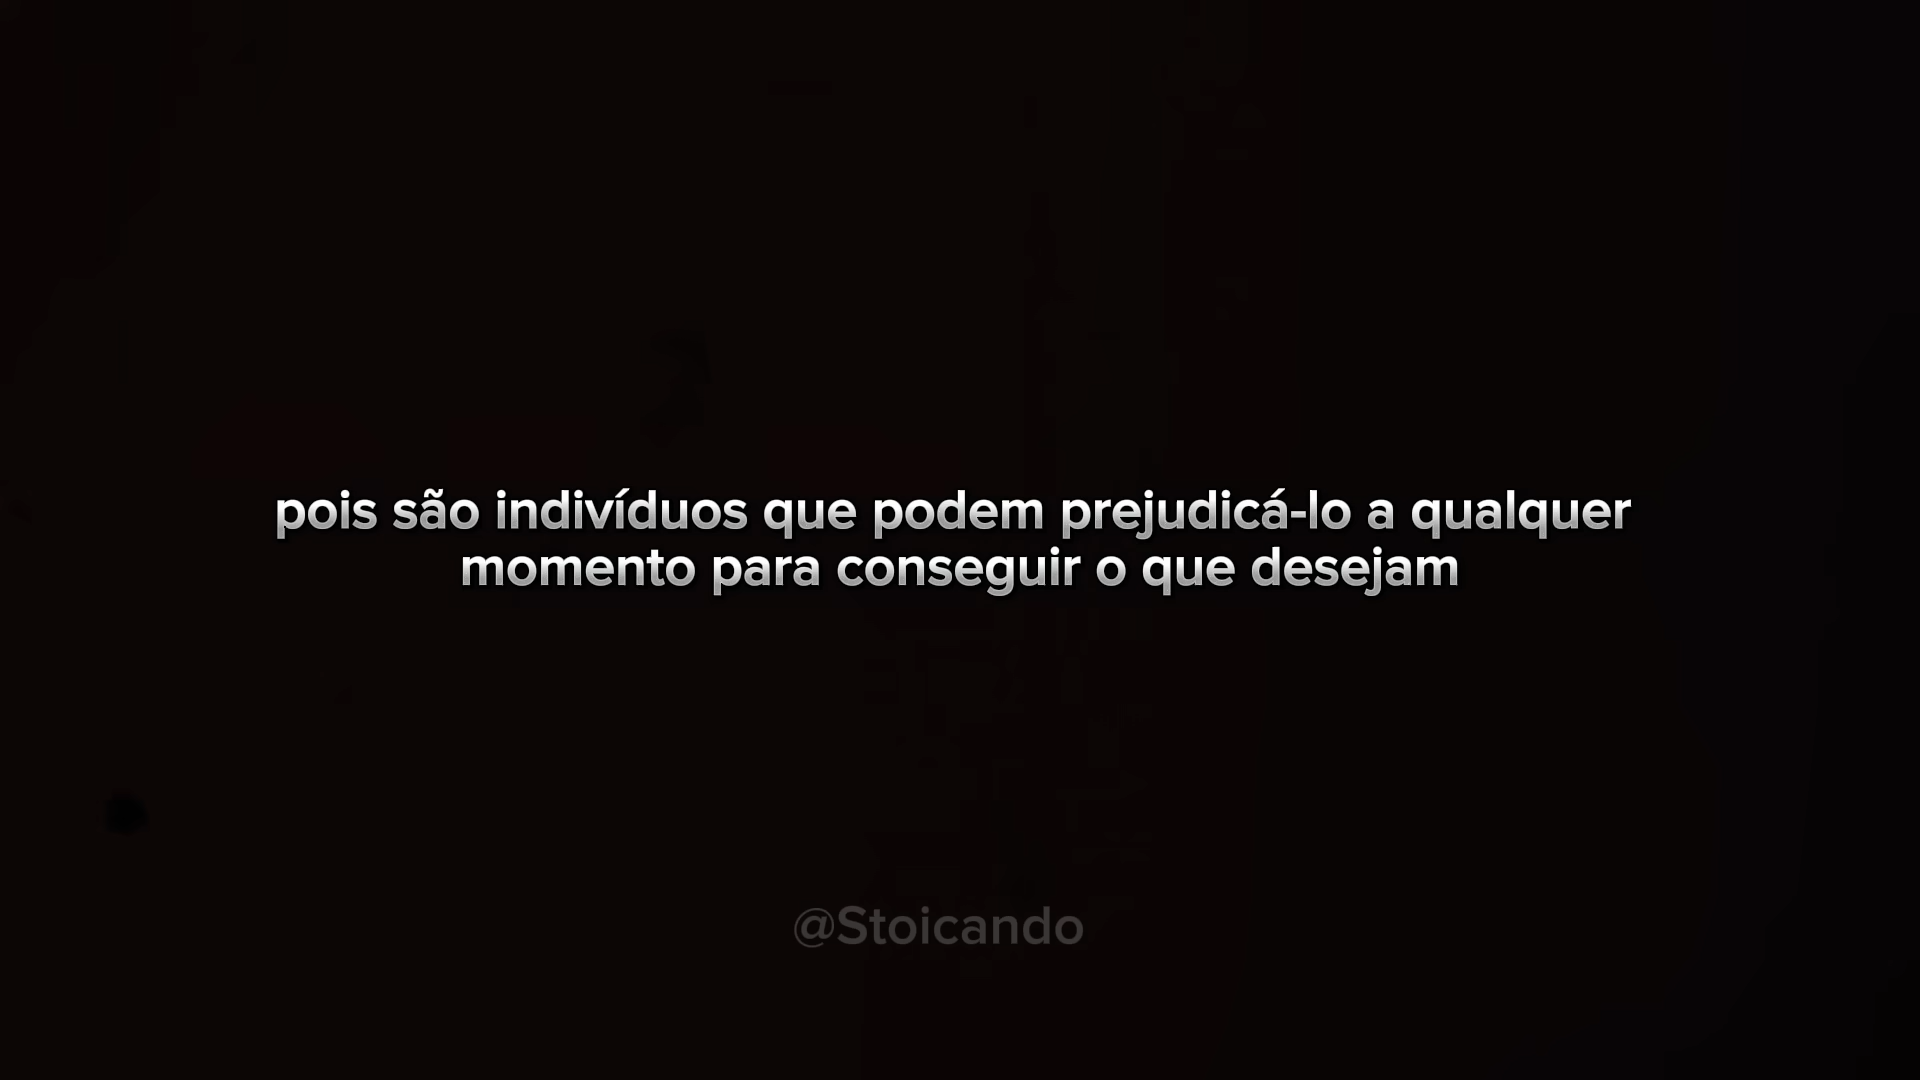 pois são indivíduos que podem prejudicá-lo a qualquer
momento para conseguir o que desejam
@Stoicando